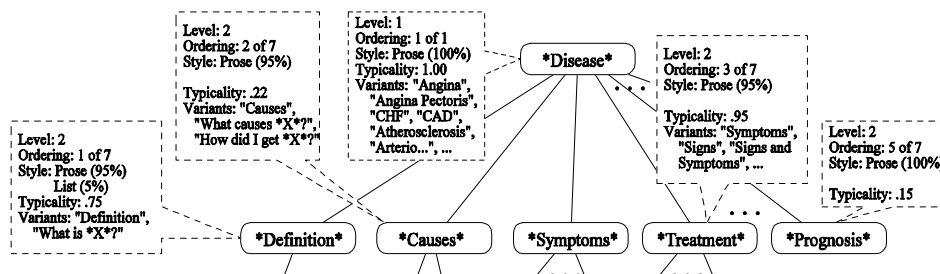 Level: 2
Ordering: 2 of 7
Style: Prose (95%)
Typicality: .22
Variants: "Causes",
"What causes *X*?",
"How did I get *X*?"
Level: 1
Ordering: 1 of 1
Style: Prose (100%)
Typicality: 1.00
Variants: "Angina",
"Angina Pectoris",
"CHF", "CAD",
"Atherosclerosis",
"Arterio...", ...
*Disease*
. . .
Level: 2
Ordering: 3 of 7
Style: Prose (95%)
Typicality: .95
Variants: "Symptoms",
"Signs", "Signs and
Symptoms", ...
Level: 2
Ordering: 1 of 7
Style: Prose (95%)
List (5%)
Typicality: .75
Variants: "Definition",
"What is *X*?"
Level: 2
Ordering: 5 of 7
Style: Prose (100%
Typicality: .15
. . .
*Definition*
*Causes*
*Symptoms*
*Treatment*
*Prognosis*